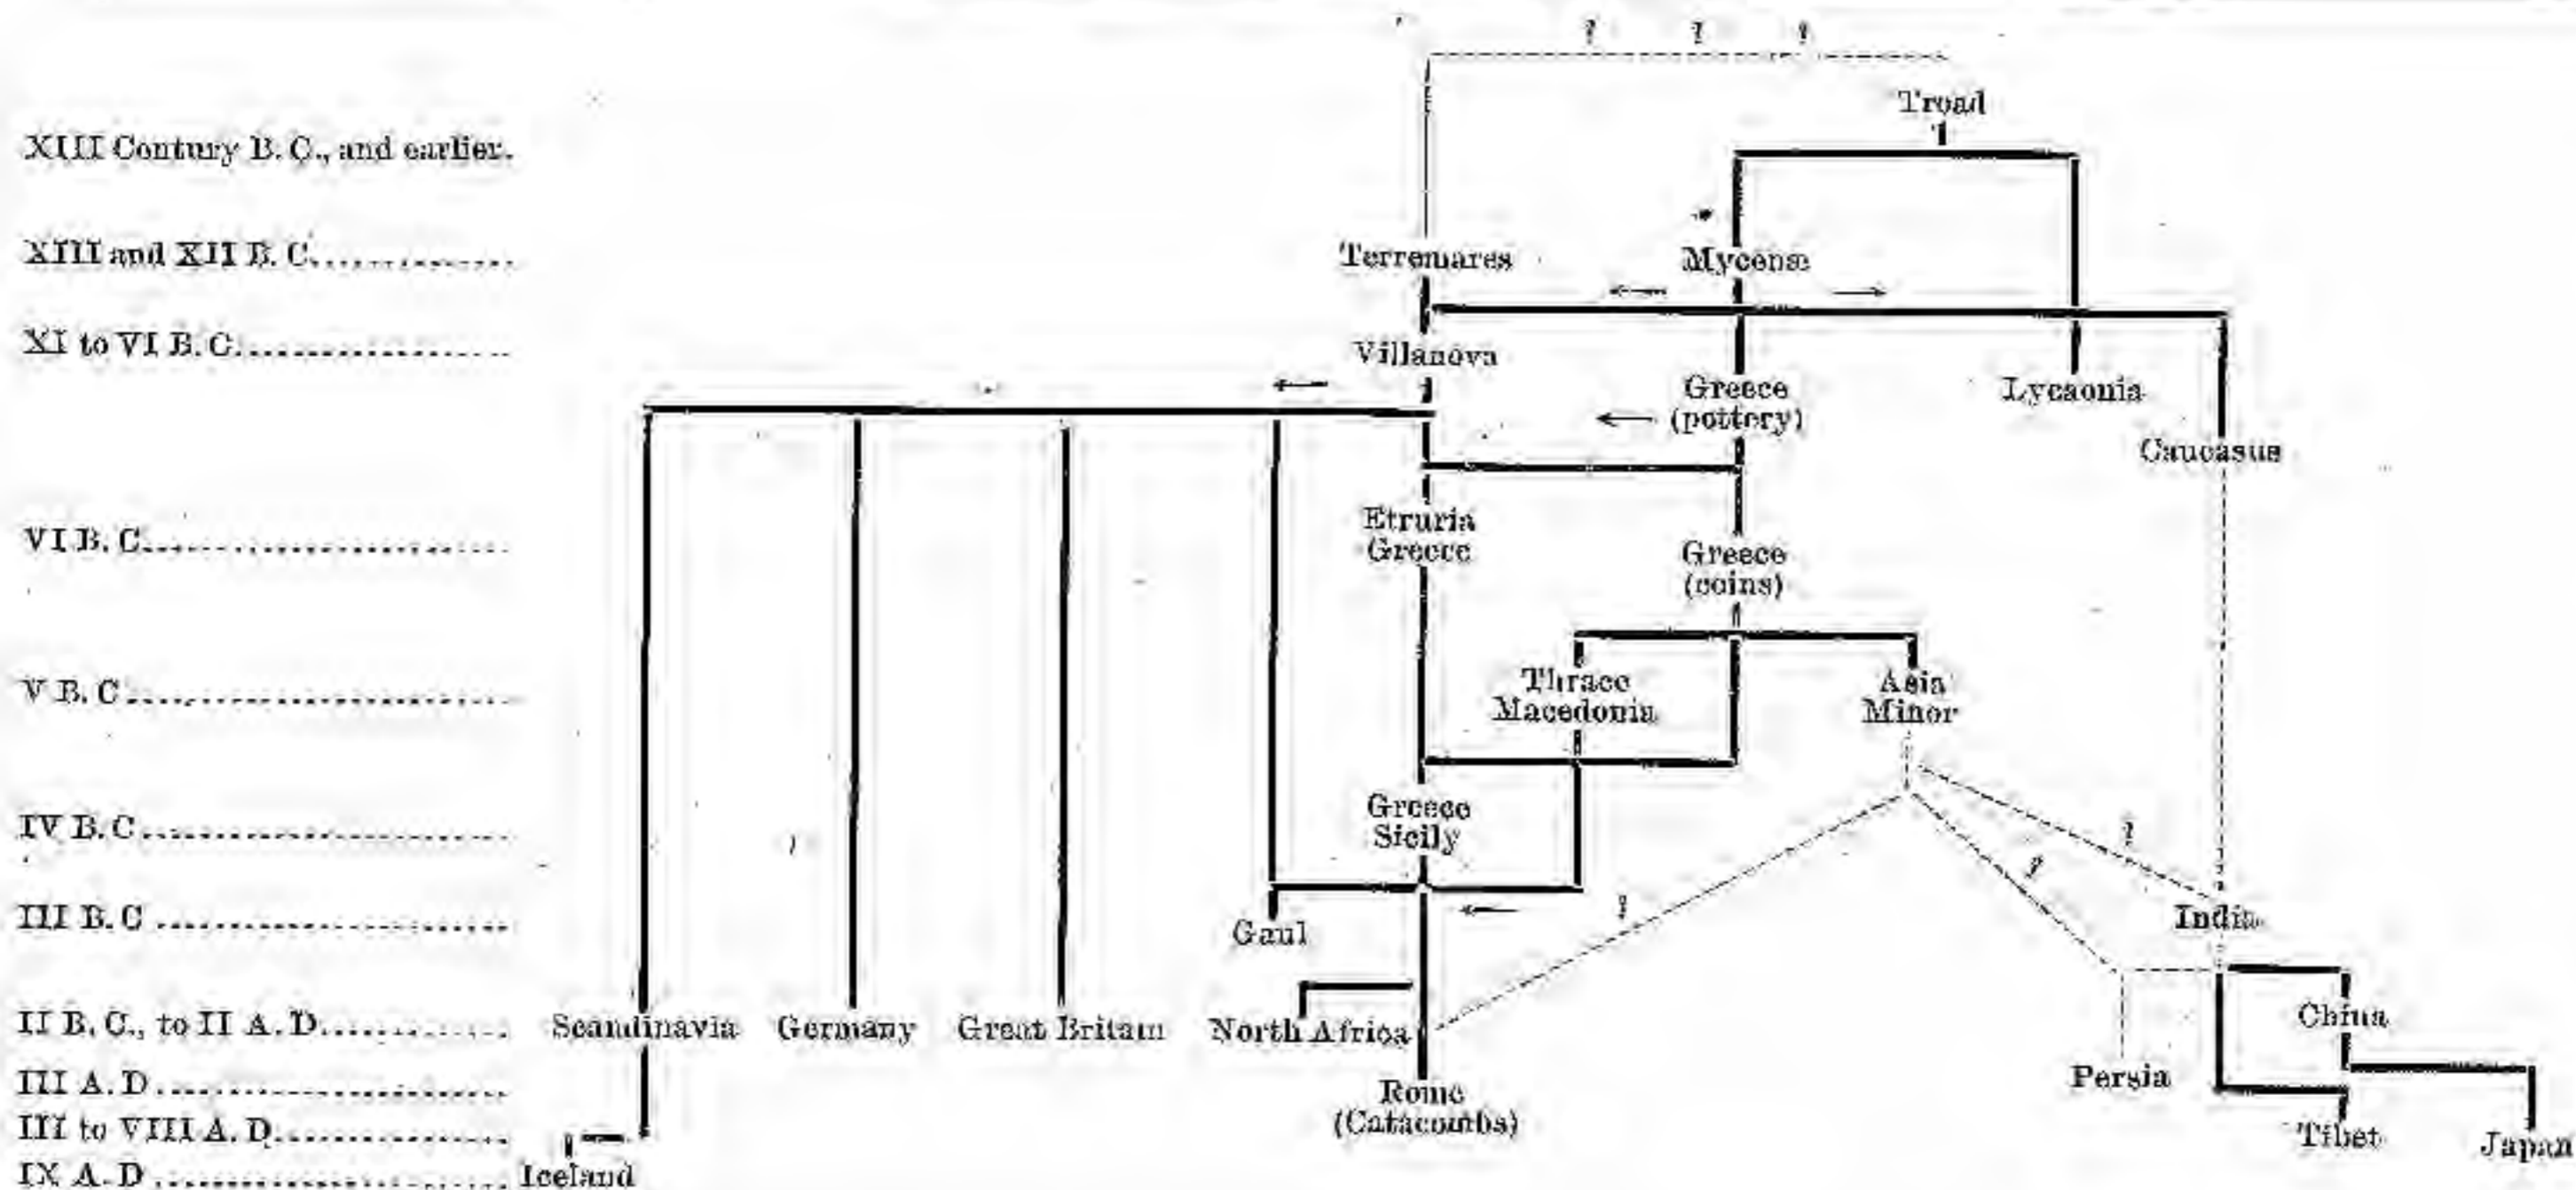 ? ? ?
Troad
XIII Century B. C., and earlier.
XIII and XII B. C.
Terremares
Mycenæ
XI to VI B. C.
Villanova
Greece
(pottery)
Lycaonia
Caucasus
VI B. C.
Etruria
Greece
Greece
(coins)
V B. C.
Thrace
Macedonia
Asia
Minor
IV B. C.
Greece
Sicily
?
?
III B. C.
Gaul
?
India
II B. C., to II A. D.
Scandinavia
Germany
Great Britain
North Africa
China
III A. D.
Rome
(Catacombs)
Persia
III to VIII A. D.
Tibet
Japan
IX A. D.
Iceland